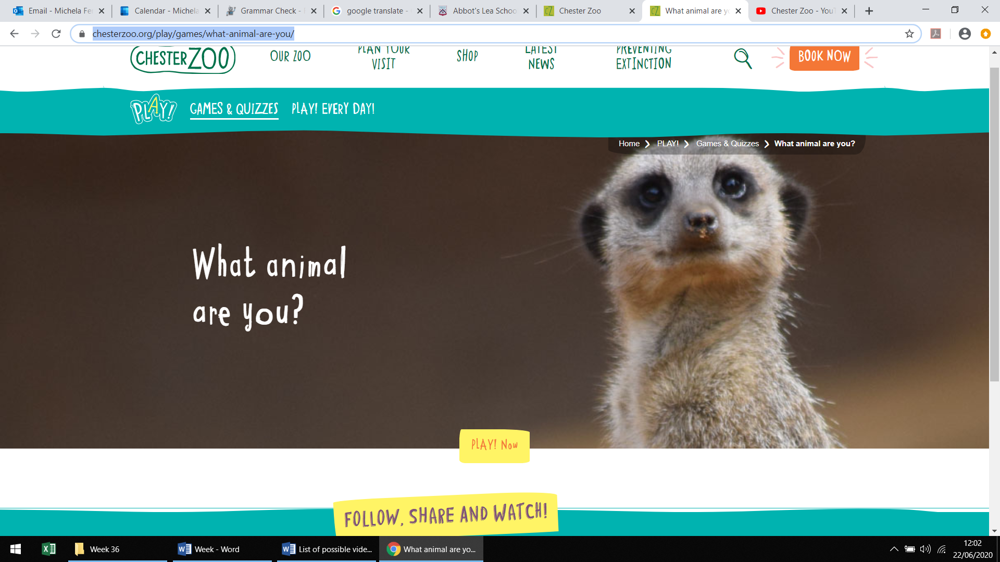 Email - Michela Fe
Calendar - Michela
Grammar Check -
google translate -
Abbot's Lea Schoo
Chester Zoo
What animal are y
Chester Zoo - You
chesterzoo.org/play/games/what-animal-are-you/
CHESTER ZOO
OUR ZOO
PLAN YOUR
VISIT
SHOP
LATEST
NEWS
PREVENTING
EXTINCTION
BOOK NOW
PLAY!
GAMES & QUIZZES
PLAY! EVERY DAY!
Home
PLAY!
Games & Quizzes
What animal are you?
What animal
are you?
PLAY! Now
FOLLOW, SHARE AND WATCH!
Week 36
Week - Word
List of possible vide...
What animal are yo...
12:02
22/06/2020